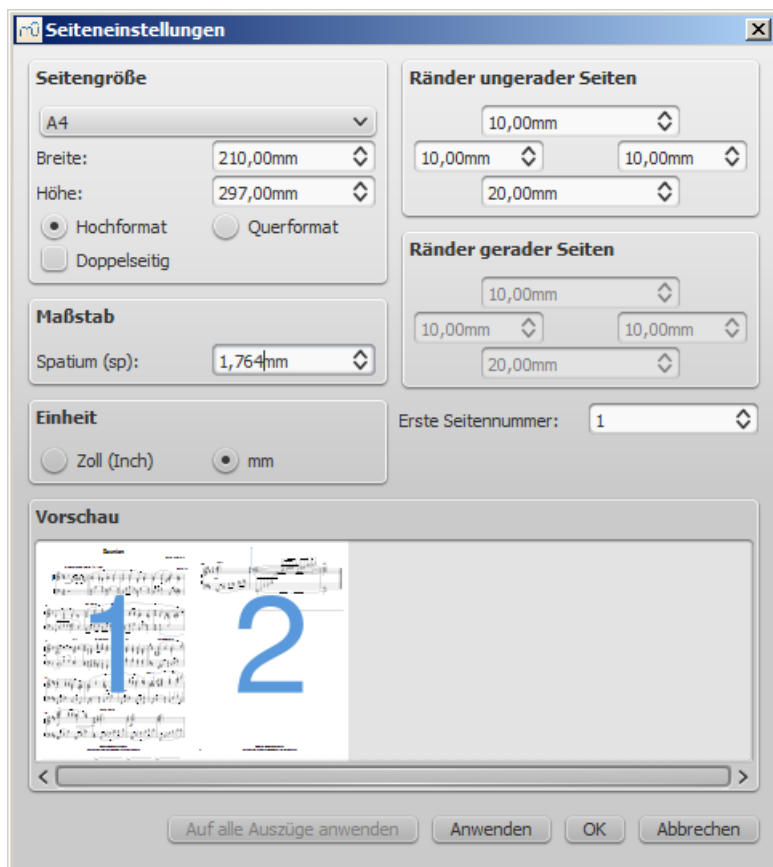 Seiteneinstellungen
Seitengröße
A4
Breite: 210,00mm
Höhe: 297,00mm
Hochformat Querformat
Doppelseitig
Maßstab
Spatium (sp): 1,764mm
Einheit
Zoll (Inch) mm
Ränder ungerader Seiten
10,00mm
10,00mm 10,00mm
20,00mm
Ränder gerader Seiten
10,00mm
10,00mm 10,00mm
20,00mm
Erste Seitennummer: 1
Vorschau
1 2
Auf alle Auszüge anwenden Anwenden OK Abbrechen